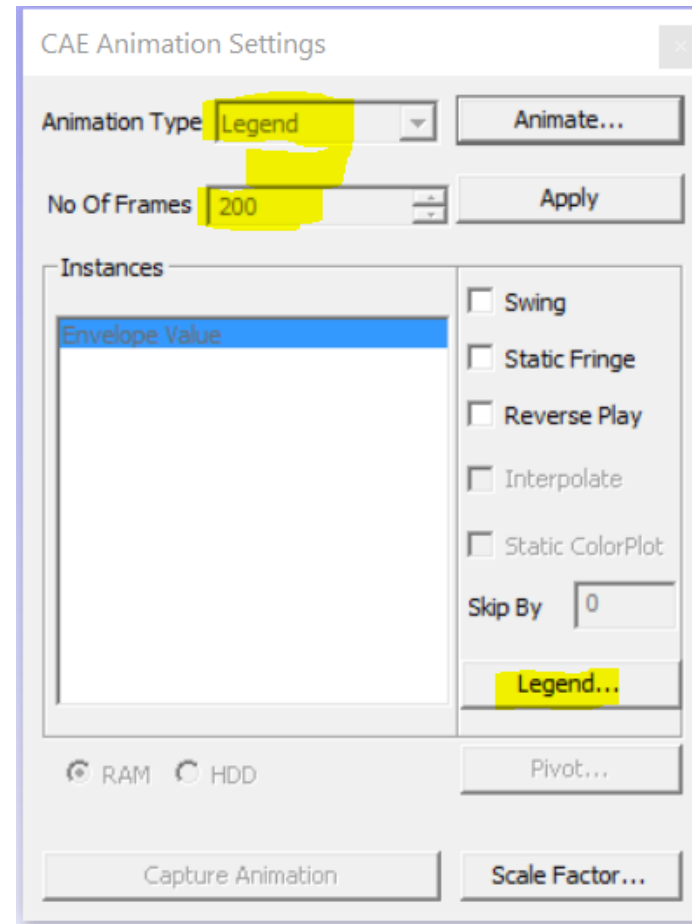 CAE Animation Settings
Animation Type Legend Animate...
No Of Frames 200 Apply
Instances
Envelope Value
Swing
Static Fringe
Reverse Play
Interpolate
Static ColorPlot
Skip By 0
Legend...
RAM HDD Pivot...
Capture Animation Scale Factor...